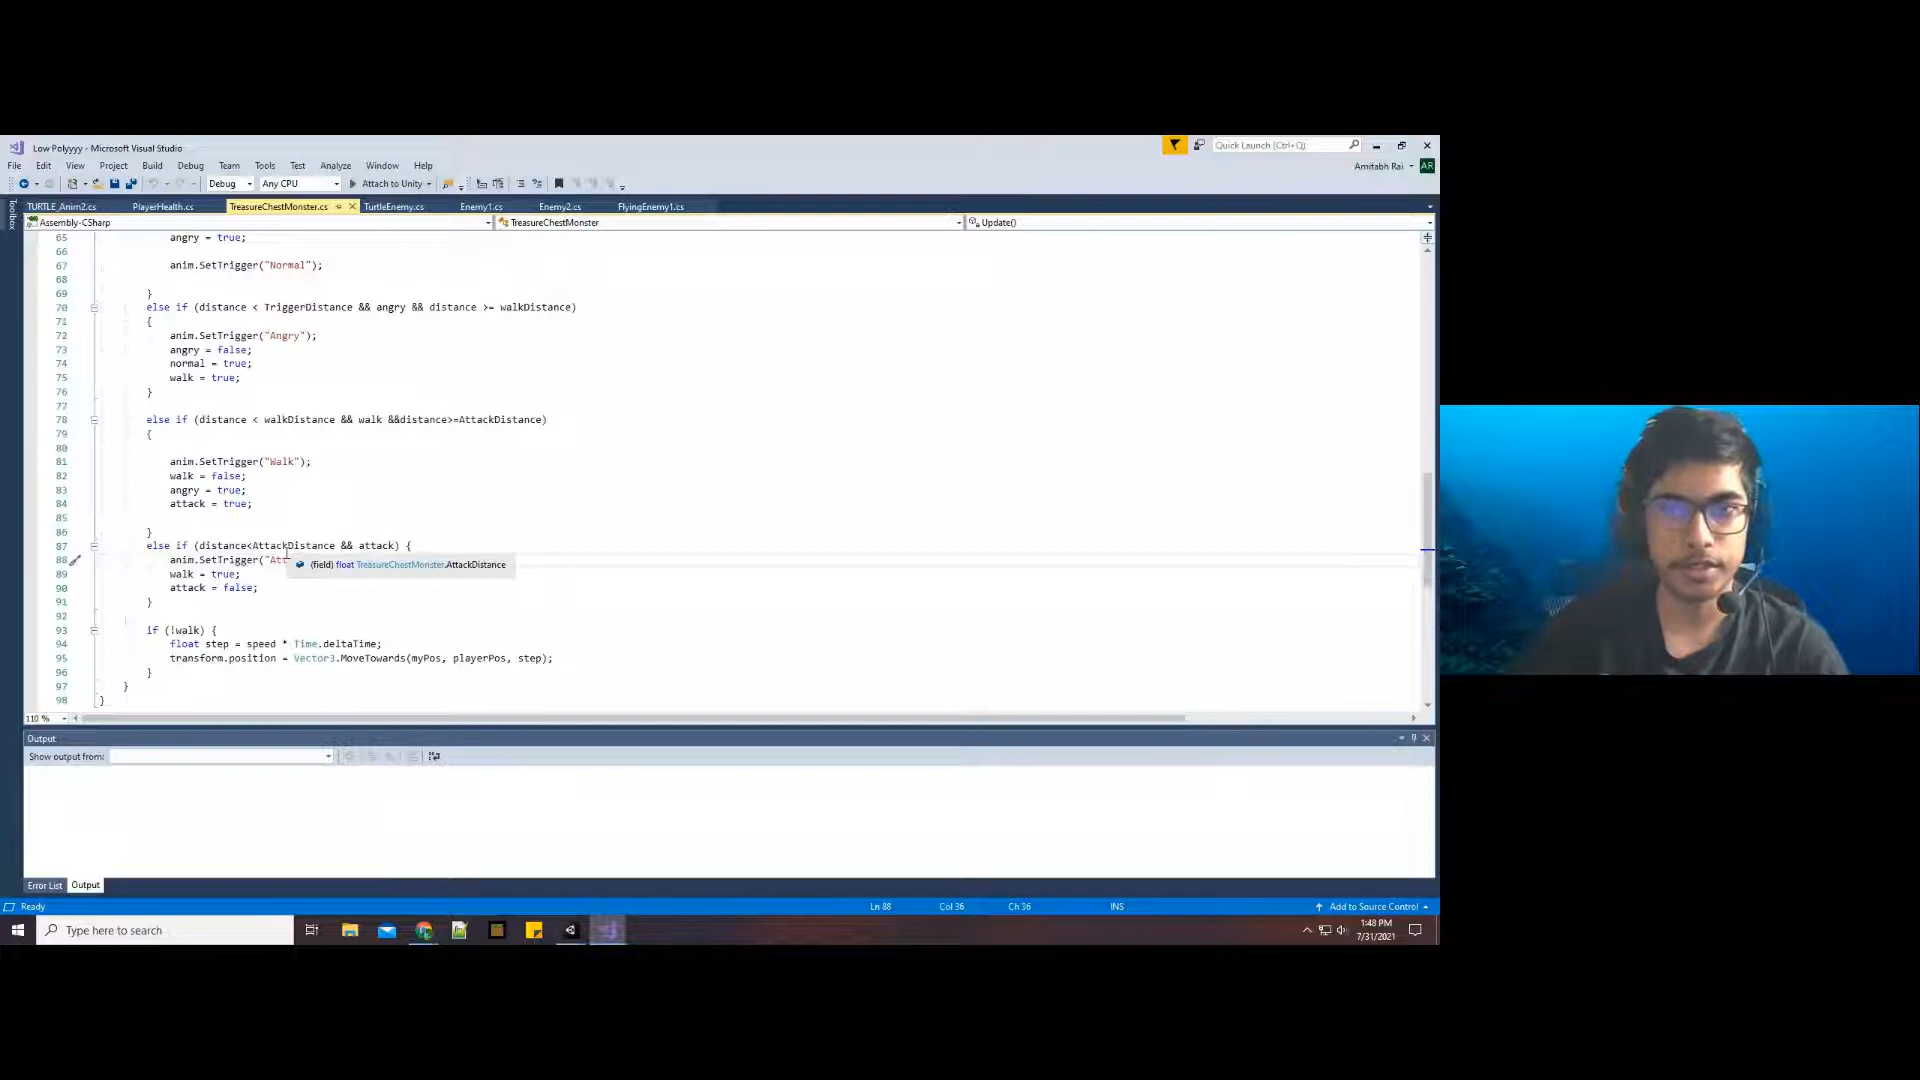 Low Polyyyy - Microsoft Visual Studio
Quick Launch (Ctrl+Q)
File Edit View Project Build Debug Team Tools Test Analyze Window Help
Amitabh Rai AR
Debug Any CPU Attach to Unity
TURTLE_Anim2.cs PlayerHealth.cs TreasureChestMonster.cs TurtleEnemy.cs Enemy1.cs Enemy2.cs FlyingEnemy1.cs
Toolbox
Assembly-CSharp TreasureChestMonster Update()
65 angry = true;
66
67 anim.SetTrigger("Normal");
68
69 }
70 else if (distance < TriggerDistance && angry && distance >= walkDistance)
71 {
72 anim.SetTrigger("Angry");
73 angry = false;
74 normal = true;
75 walk = true;
76 }
77
78 else if (distance < walkDistance && walk &&distance>=AttackDistance)
79 {
80
81 anim.SetTrigger("Walk");
82 walk = false;
83 angry = true;
84 attack = true;
85
86 }
87 else if (distance<AttackDistance && attack) {
88 anim.SetTrigger("Att
(field) float TreasureChestMonster.AttackDistance
89 walk = true;
90 attack = false;
91 }
92
93 if (!walk) {
94 float step = speed * Time.deltaTime;
95 transform.position = Vector3.MoveTowards(myPos, playerPos, step);
96 }
97 }
98 }
110 %
Output
Show output from:
Error List Output
Ready Ln 88 Col 36 Ch 36 INS Add to Source Control
Type here to search
1:48 PM
7/31/2021